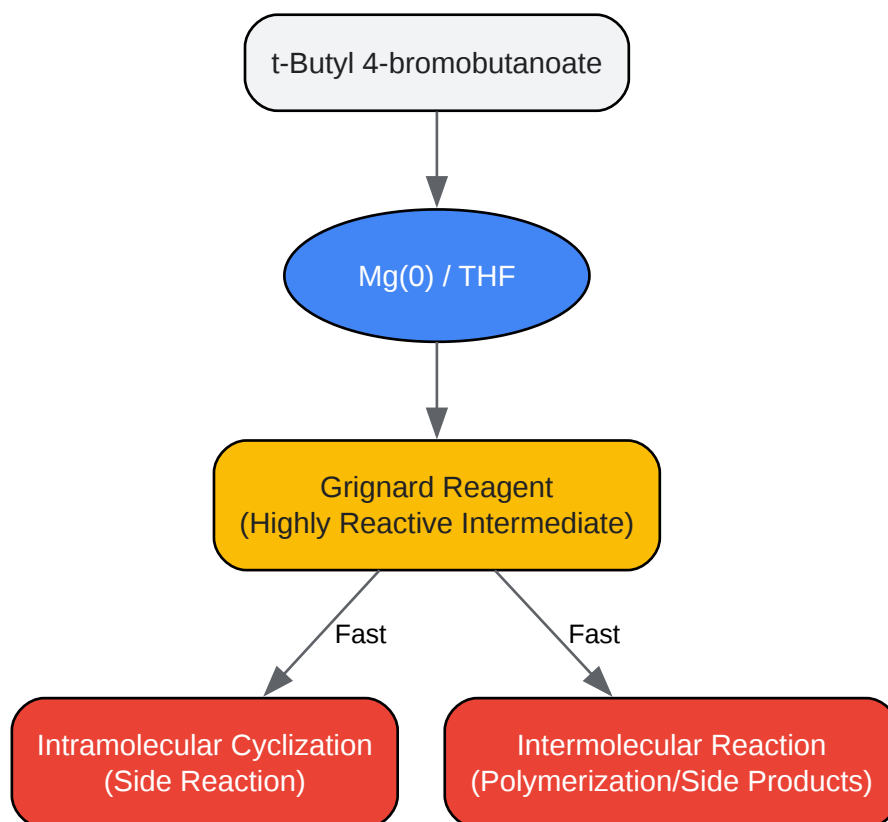 t-Butyl 4-bromobutanoate
Mg(0) / THF
Grignard Reagent
(Highly Reactive Intermediate)
Fast
Fast
Intramolecular Cyclization
(Side Reaction)
Intermolecular Reaction
(Polymerization/Side Products)